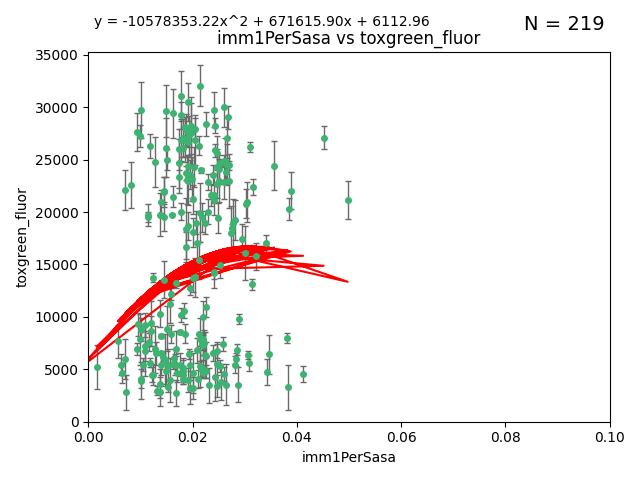 y = -10578353.22x^2 + 671615.90x + 6112.96
N = 219
imm1PerSasa vs toxgreen_fluor
35000
30000
25000
20000
15000
10000
5000
0
toxgreen_fluor
0.00 0.02 0.04 0.06 0.08 0.10
imm1PerSasa